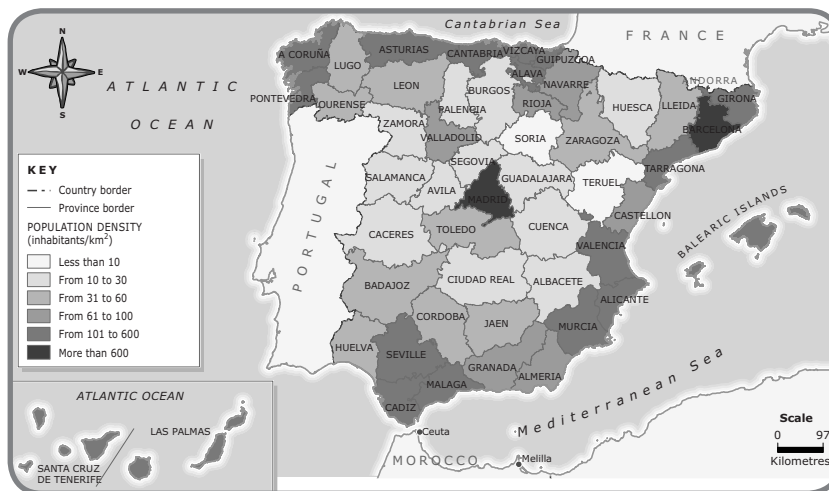 Cantabrian Sea
FRANCE
N
W E
S
ATLANTIC
OCEAN
A CORUÑA
LUGO
ASTURIAS
CANTABRIA
VIZCAYA
GUIPUZCOA
ALAVA
NAVARRE
ANDORRA
PONTEVEDRA
OURENSE
LEON
PALENCIA
BURGOS
RIOJA
HUESCA
LLEIDA
GIRONA
BARCELONA
ZAMORA
VALLADOLID
SORIA
ZARAGOZA
TARRAGONA
SEGOVIA
SALAMANCA
AVILA
MADRID
GUADALAJARA
TERUEL
CASTELLON
PORTUGAL
CACERES
TOLEDO
CUENCA
VALENCIA
BALEARIC ISLANDS
BADAJOZ
CIUDAD REAL
ALBACETE
ALICANTE
CORDOBA
JAEN
MURCIA
HUELVA
SEVILLE
GRANADA
ALMERIA
MALAGA
CADIZ
Mediterranean Sea
Ceuta
Melilla
MOROCCO
KEY
Country border
Province border
POPULATION DENSITY
(inhabitants/km²)
Less than 10
From 10 to 30
From 31 to 60
From 61 to 100
From 101 to 600
More than 600
ATLANTIC OCEAN
LAS PALMAS
SANTA CRUZ
DE TENERIFE
Scale
0 97
Kilometres